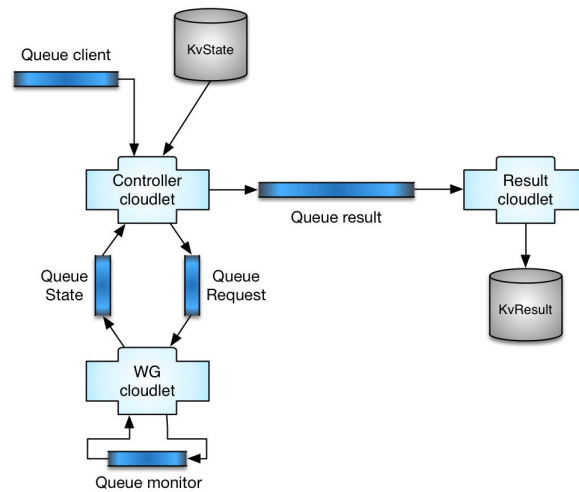 Queue client
KvState
Controller
cloudlet
Queue result
Result
cloudlet
Queue
State
Queue
Request
KvResult
WG
cloudlet
Queue monitor